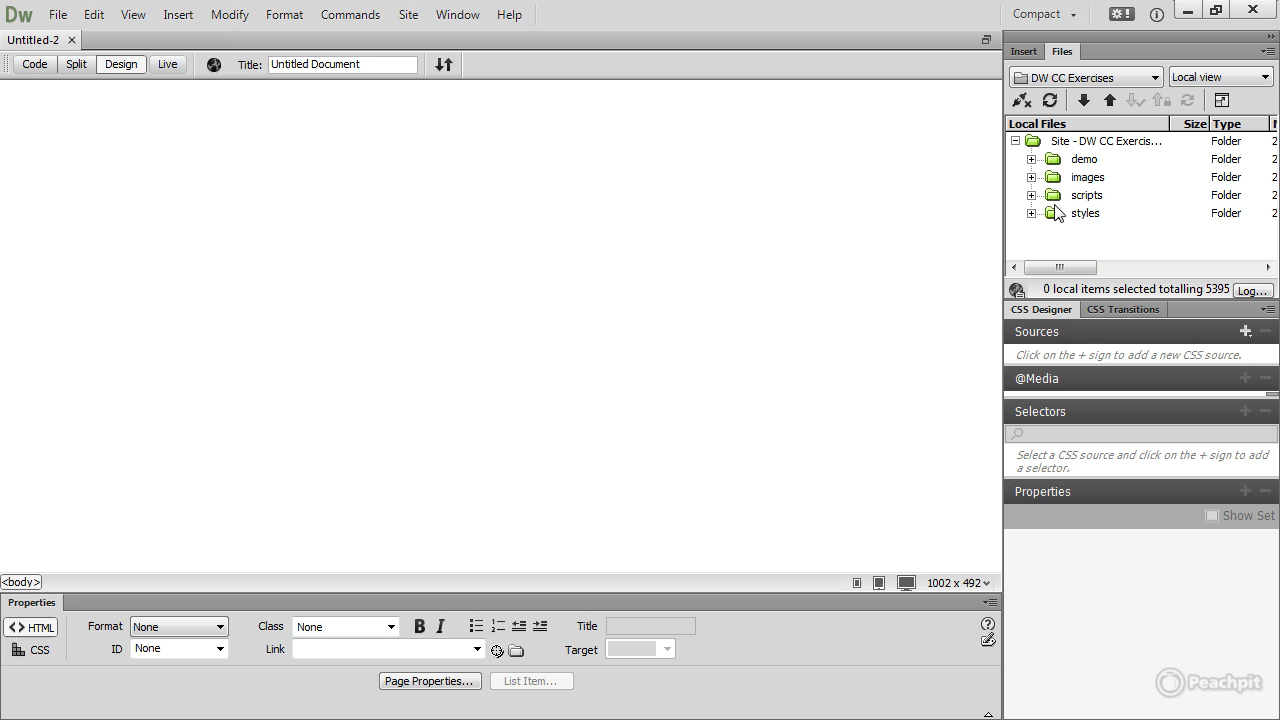 Dw File Edit View Insert Modify Format Commands Site Window Help Compact
Untitled-2
Insert Files
Code Split Design Live Title: Untitled Document
DW CC Exercises Local view
Local Files Size Type
Site - DW CC Exercis... Folder 2
demo Folder 2
images Folder 2
scripts Folder 2
styles Folder 2
0 local items selected totalling 5395 Log...
CSS Designer CSS Transitions
Sources
Click on the + sign to add a new CSS source.
@Media
Selectors
Select a CSS source and click on the + sign to add
a selector.
Properties
Show Set
<body> 1002 x 492
Properties
<> HTML Format None Class None B I Title
CSS ID None Link Target
Page Properties... List Item...
Peachpit